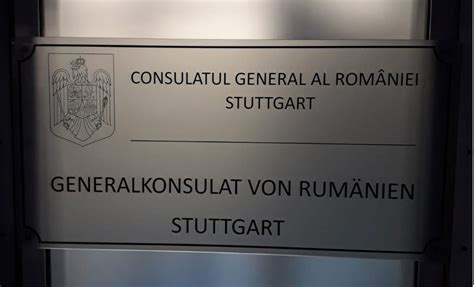 CONSULATUL GENERAL AL ROMÂNIEI
STUTTGART
GENERALKONSULAT VON RUMÄNIEN
STUTTGART